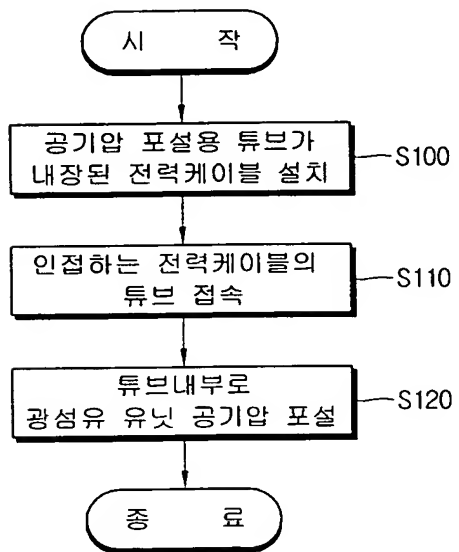 시 작
공기압 포설용 튜브가
내장된 전력케이블 설치
S100
인접하는 전력케이블의
튜브 접속
S110
튜브내부로
광섬유 유닛 공기압 포설
S120
종 료